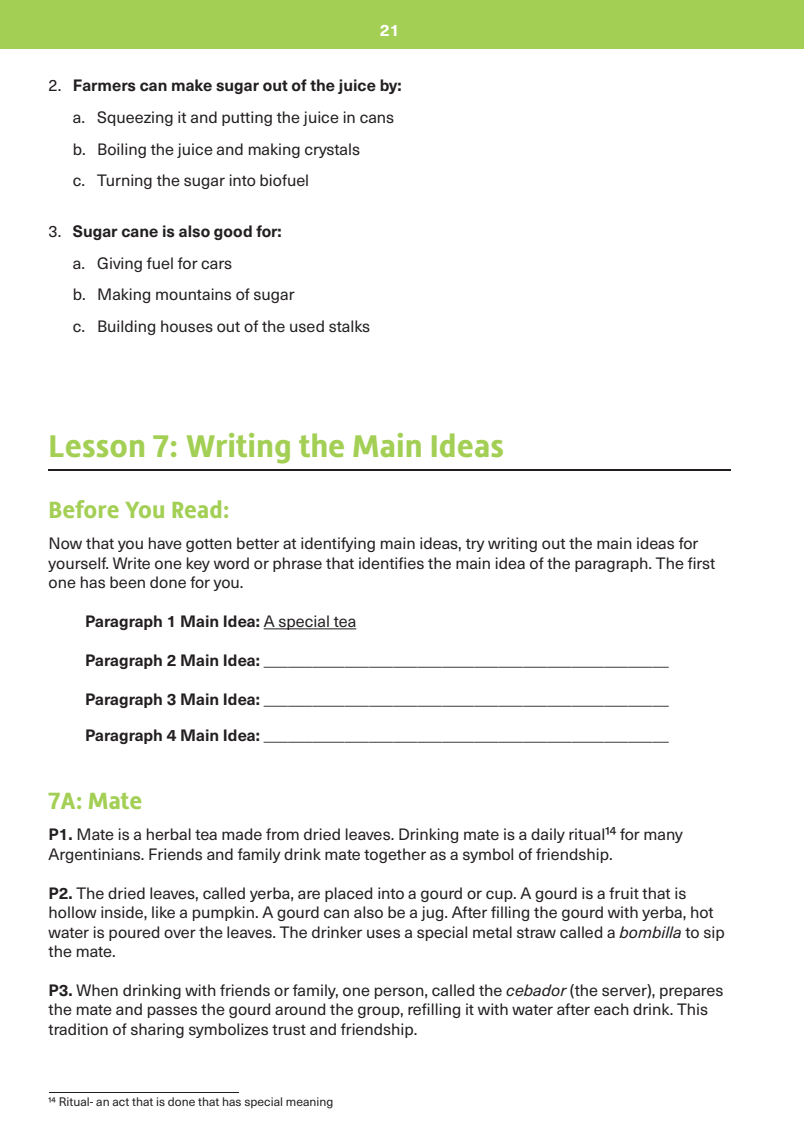 21
2. Farmers can make sugar out of the juice by:
a. Squeezing it and putting the juice in cans
b. Boiling the juice and making crystals
c. Turning the sugar into biofuel
3. Sugar cane is also good for:
a. Giving fuel for cars
b. Making mountains of sugar
c. Building houses out of the used stalks
Lesson 7: Writing the Main Ideas
Before You Read:
Now that you have gotten better at identifying main ideas, try writing out the main ideas for
yourself. Write one key word or phrase that identifies the main idea of the paragraph. The first
one has been done for you.
Paragraph 1 Main Idea: A special tea
Paragraph 2 Main Idea: ______________________________________________
Paragraph 3 Main Idea: ______________________________________________
Paragraph 4 Main Idea: ______________________________________________
7A: Mate
P1. Mate is a herbal tea made from dried leaves. Drinking mate is a daily ritual¹⁴ for many
Argentinians. Friends and family drink mate together as a symbol of friendship.
P2. The dried leaves, called yerba, are placed into a gourd or cup. A gourd is a fruit that is
hollow inside, like a pumpkin. A gourd can also be a jug. After filling the gourd with yerba, hot
water is poured over the leaves. The drinker uses a special metal straw called a bombilla to sip
the mate.
P3. When drinking with friends or family, one person, called the cebador (the server), prepares
the mate and passes the gourd around the group, refilling it with water after each drink. This
tradition of sharing symbolizes trust and friendship.
¹⁴ Ritual- an act that is done that has special meaning